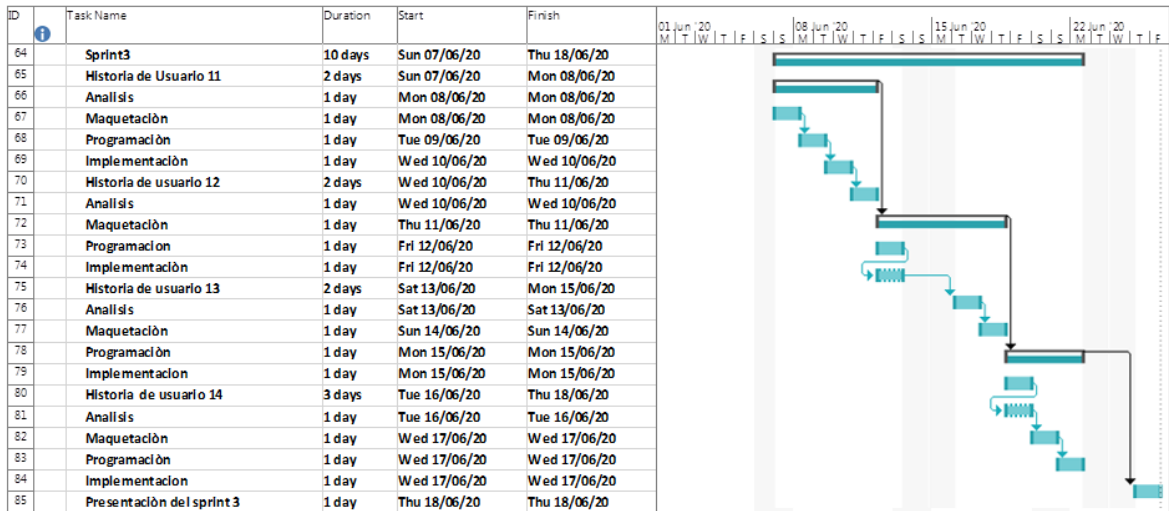 ID Task Name Duration Start Finish
01 Jun '20 08 Jun '20 15 Jun '20 22 Jun '20
M T W T F S S M T W T F S S M T W T F S S M T W T F
64 Sprint3 10 days Sun 07/06/20 Thu 18/06/20
65 Historia de Usuario 11 2 days Sun 07/06/20 Mon 08/06/20
66 Analisis 1 day Mon 08/06/20 Mon 08/06/20
67 Maquetaciòn 1 day Mon 08/06/20 Mon 08/06/20
68 Programaciòn 1 day Tue 09/06/20 Tue 09/06/20
69 Implementaciòn 1 day Wed 10/06/20 Wed 10/06/20
70 Historia de usuario 12 2 days Wed 10/06/20 Thu 11/06/20
71 Analisis 1 day Wed 10/06/20 Wed 10/06/20
72 Maquetaciòn 1 day Thu 11/06/20 Thu 11/06/20
73 Programacion 1 day Fri 12/06/20 Fri 12/06/20
74 Implementaciòn 1 day Fri 12/06/20 Fri 12/06/20
75 Historia de usuario 13 2 days Sat 13/06/20 Mon 15/06/20
76 Analisis 1 day Sat 13/06/20 Sat 13/06/20
77 Maquetaciòn 1 day Sun 14/06/20 Sun 14/06/20
78 Programaciòn 1 day Mon 15/06/20 Mon 15/06/20
79 Implementacion 1 day Mon 15/06/20 Mon 15/06/20
80 Historia de usuario 14 3 days Tue 16/06/20 Thu 18/06/20
81 Analisis 1 day Tue 16/06/20 Tue 16/06/20
82 Maquetaciòn 1 day Wed 17/06/20 Wed 17/06/20
83 Programaciòn 1 day Wed 17/06/20 Wed 17/06/20
84 Implementacion 1 day Wed 17/06/20 Wed 17/06/20
85 Presentaciòn del sprint 3 1 day Thu 18/06/20 Thu 18/06/20